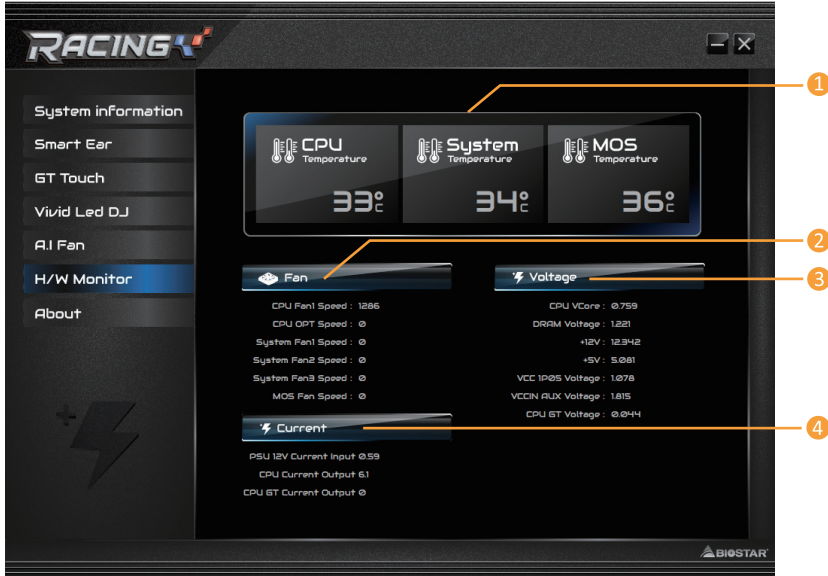 RACING
System information
Smart Ear
GT Touch
Vivid Led DJ
A.I Fan
H/W Monitor
About
CPU
Temperature
33°C
System
Temperature
34°C
MOS
Temperature
36°C
1
Fan
2
CPU Fan1 Speed : 1286
CPU OPT Speed : 0
System Fan1 Speed : 0
System Fan2 Speed : 0
System Fan3 Speed : 0
MOS Fan Speed : 0
Voltage
3
CPU VCore : 0.759
DRAM Voltage : 1.221
+12V : 12.342
+5V : 5.081
VCC 1P05 Voltage : 1.078
VCCIN AUX Voltage : 1.815
CPU GT Voltage : 0.044
Current
4
PSU 12V Current Input 0.59
CPU Current Output 6.1
CPU GT Current Output 0
BIOSTAR